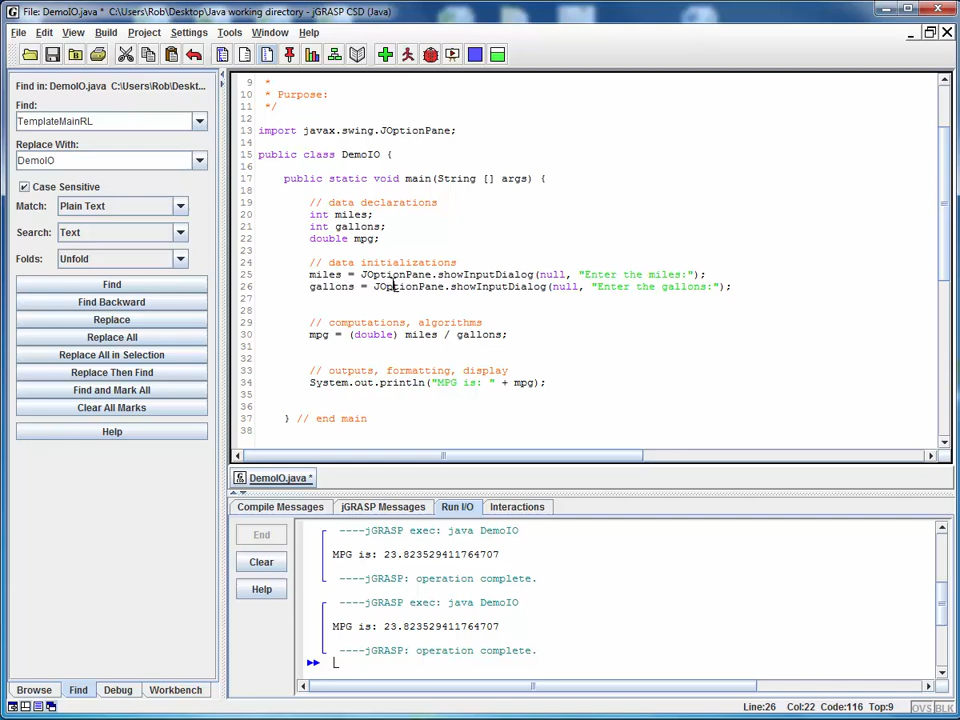 File: DemoIO.java * C:\Users\Rob\Desktop\Java working directory - jGRASP CSD (Java)
File Edit View Build Project Settings Tools Window Help
Find in: DemoIO.java C:\Users\Rob\Deskt...
Find:
TemplateMainRL
Replace With:
DemoIO
Case Sensitive
Match: Plain Text
Search: Text
Folds: Unfold
Find
Find Backward
Replace
Replace All
Replace All in Selection
Replace Then Find
Find and Mark All
Clear All Marks
Help
Browse Find Debug Workbench
9 *
10 * Purpose:
11 */
12
13 import javax.swing.JOptionPane;
14
15 public class DemoIO {
16
17 public static void main(String [] args) {
18
19 // data declarations
20 int miles;
21 int gallons;
22 double mpg;
23
24 // data initializations
25 miles = JOptionPane.showInputDialog(null, "Enter the miles:");
26 gallons = JOptionPane.showInputDialog(null, "Enter the gallons:");
27
28
29 // computations, algorithms
30 mpg = (double) miles / gallons;
31
32
33 // outputs, formatting, display
34 System.out.println("MPG is: " + mpg);
35
36
37 } // end main
38
DemoIO.java *
Compile Messages jGRASP Messages Run I/O Interactions
End
Clear
Help
----jGRASP exec: java DemoIO
MPG is: 23.823529411764707
----jGRASP: operation complete.
----jGRASP exec: java DemoIO
MPG is: 23.823529411764707
----jGRASP: operation complete.
Line:26 Col:22 Code:116 Top:9 OVS BLK